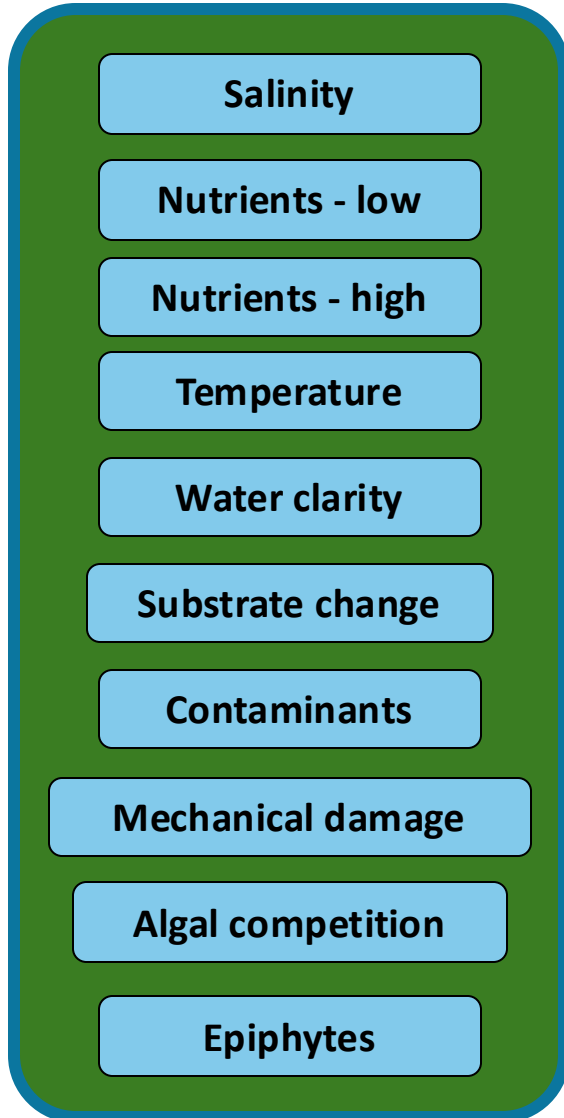 Salinity
Nutrients - low
Nutrients - high
Temperature
Water clarity
Substrate change
Contaminants
Mechanical damage
Algal competition
Epiphytes